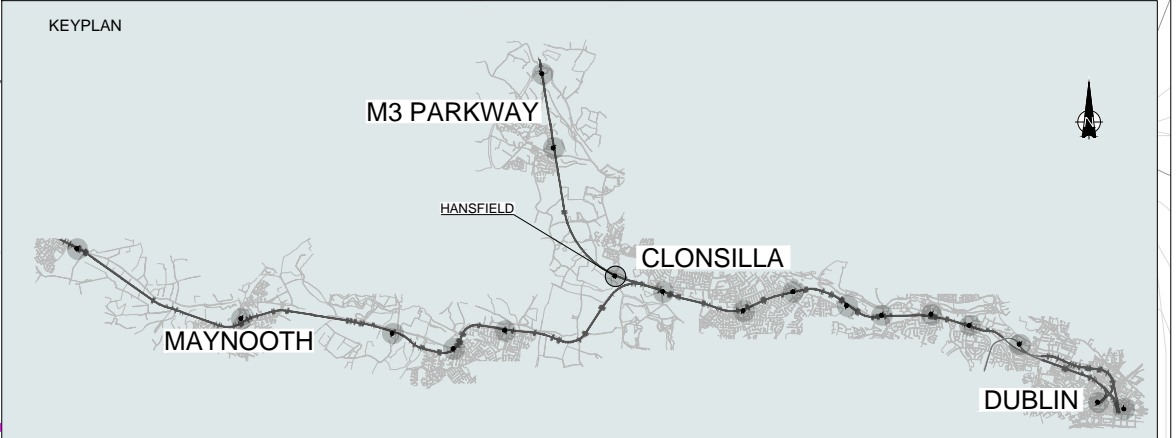 KEYPLAN
M3 PARKWAY
N
HANSFIELD
CLONSILLA
MAYNOOTH
DUBLIN